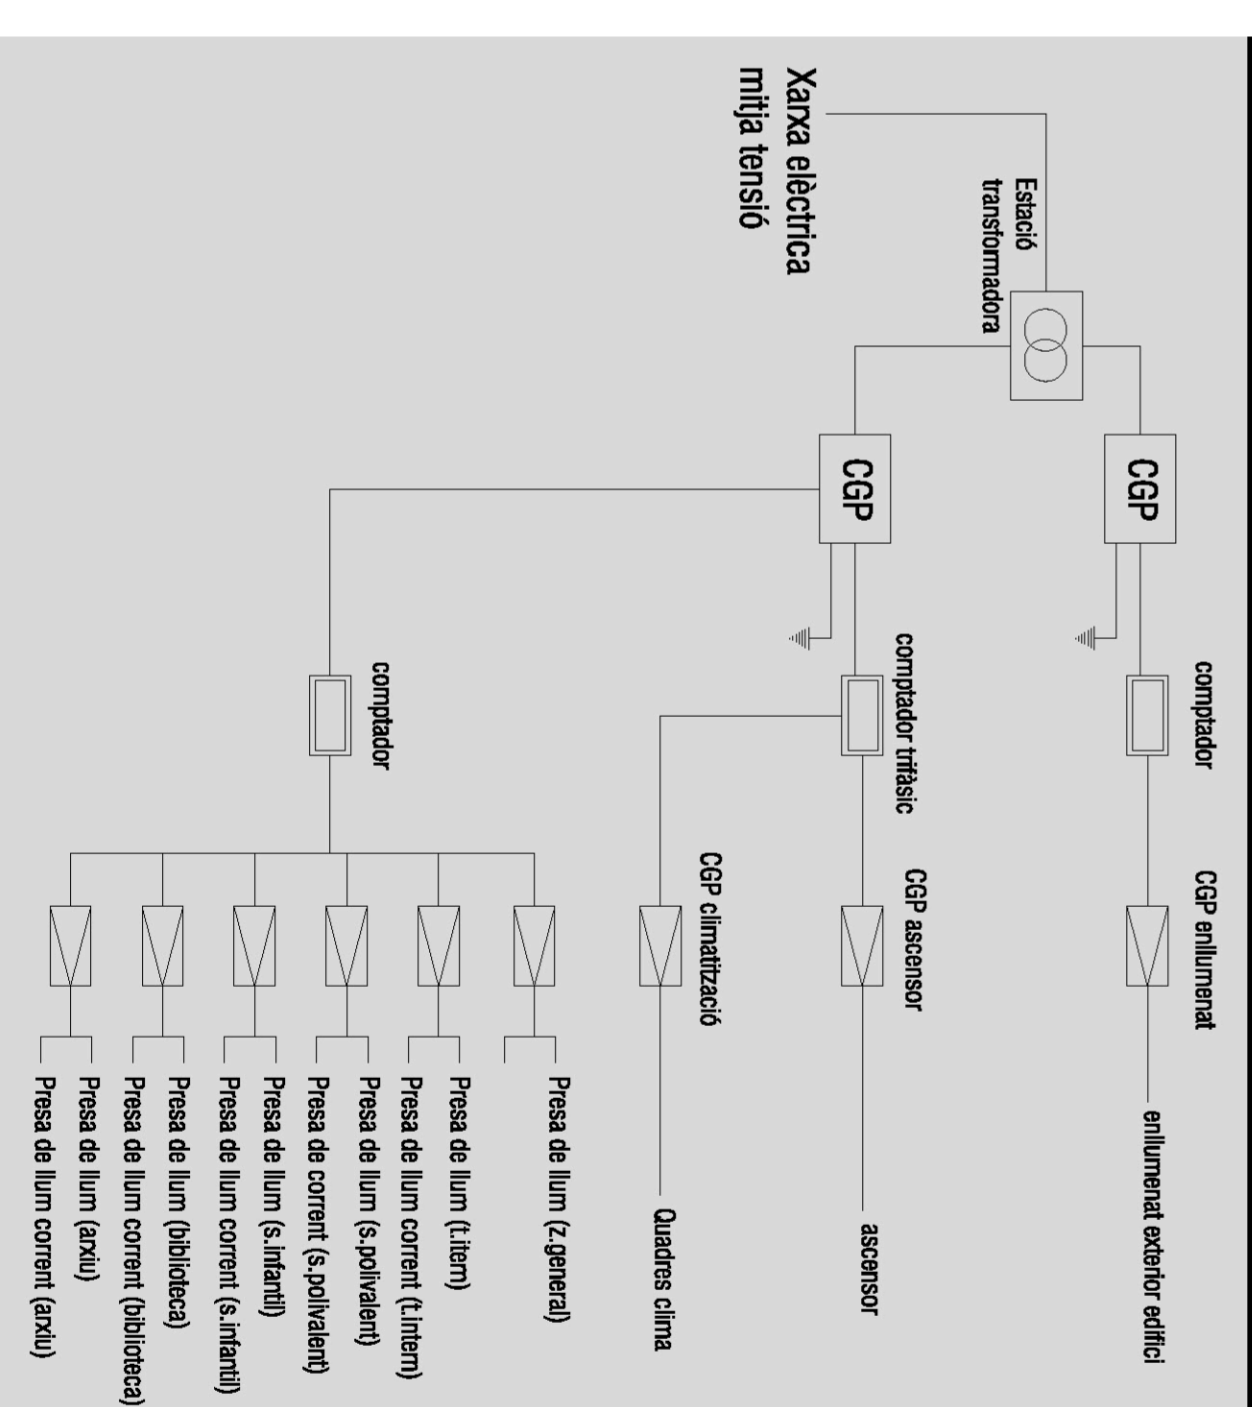 Xarxa elèctrica
mitja tensió
Estació
transformadora
CGP
comptador
CGP enllumenat
enllumenat exterior edifici
CGP
comptador trifàsic
CGP ascensor
ascensor
CGP climatització
Quadres clima
comptador
Presa de llum (z.general)
Presa de llum (t.item)
Presa de llum corrent (t.intern)
Presa de llum (s.polivalent)
Presa de corrent (s.polivalent)
Presa de llum (s.infantil)
Presa de llum corrent (s.infantil)
Presa de llum (biblioteca)
Presa de llum corrent (biblioteca)
Presa de llum (arxiu)
Presa de llum corrent (arxiu)